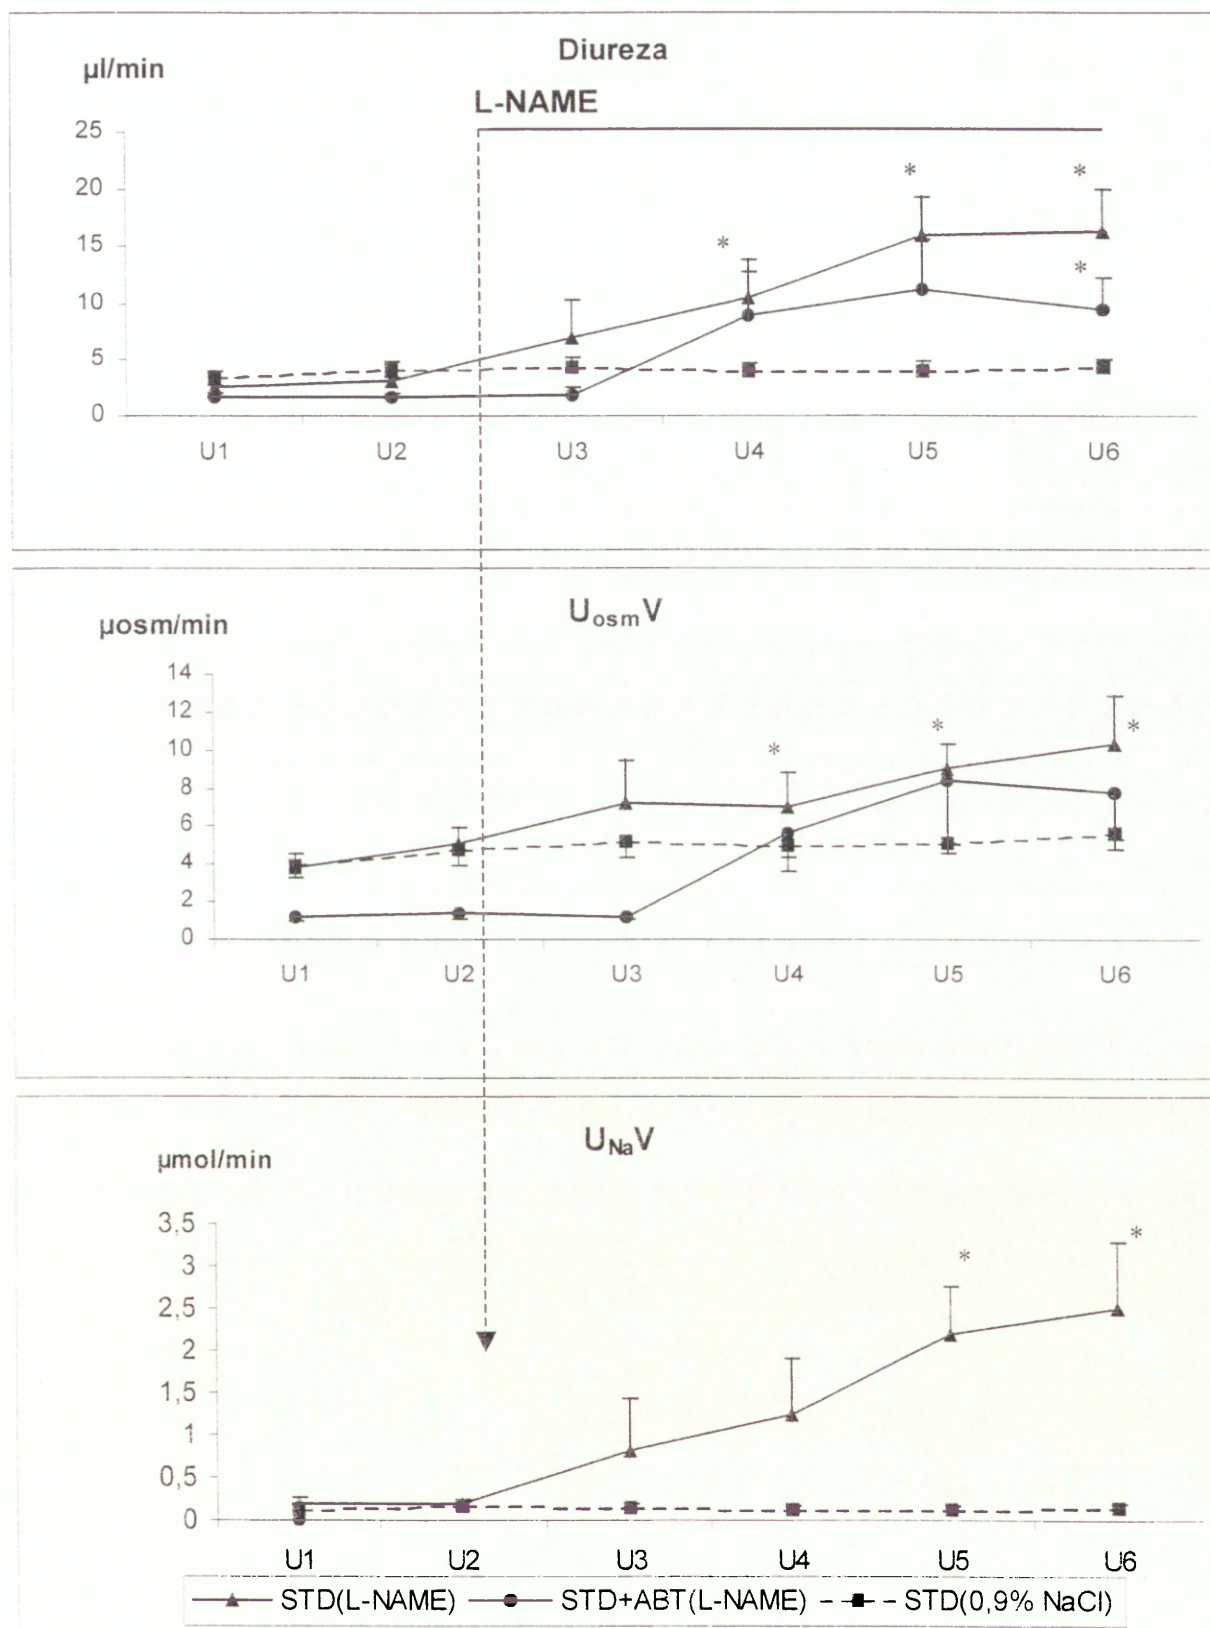 Diureza
µl/min
L-NAME
25
20
15
10
5
0
* * * *
U1 U2 U3 U4 U5 U6
UosmV
µosm/min
14
12
10
8
6
4
2
0
* * *
U1 U2 U3 U4 U5 U6
UNaV
µmol/min
3,5
3
2,5
2
1,5
1
0,5
0
* *
U1 U2 U3 U4 U5 U6
STD(L-NAME) STD+ABT(L-NAME) STD(0,9% NaCl)